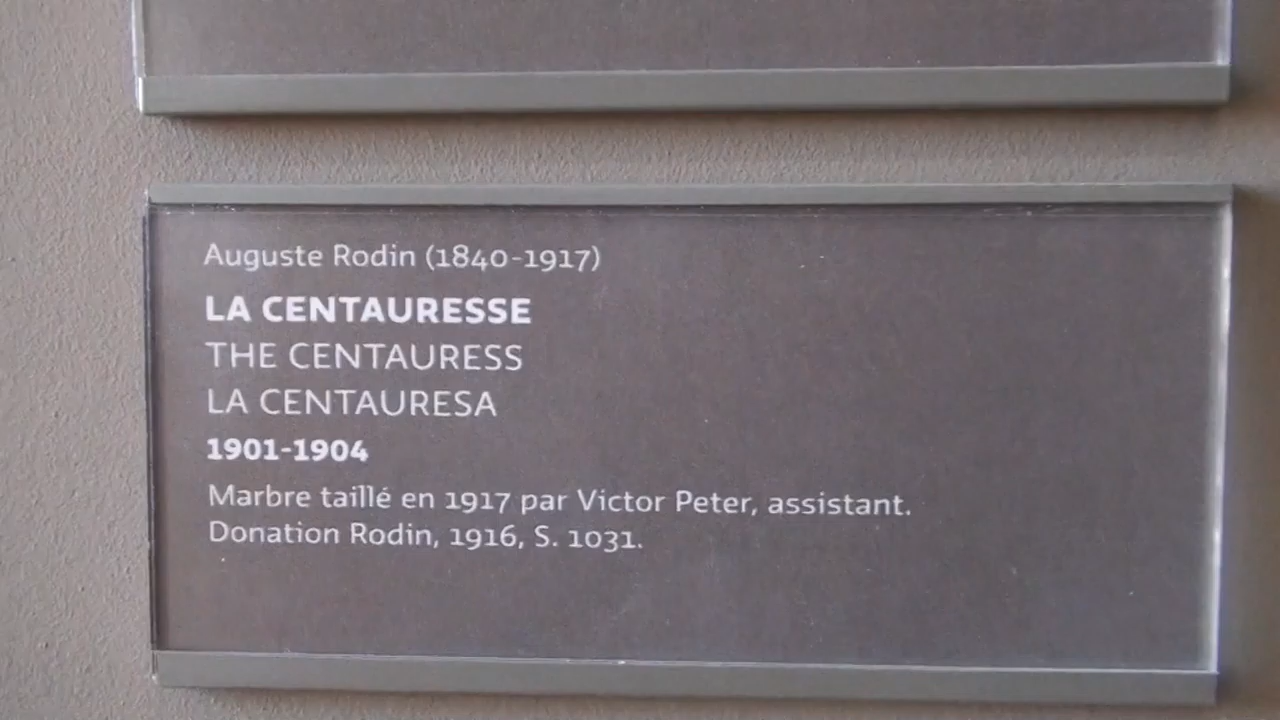 Auguste Rodin (1840-1917)
LA CENTAURESSE
THE CENTAURESS
LA CENTAURESA
1901-1904
Marbre taillé en 1917 par Victor Peter, assistant.
Donation Rodin, 1916, S. 1031.